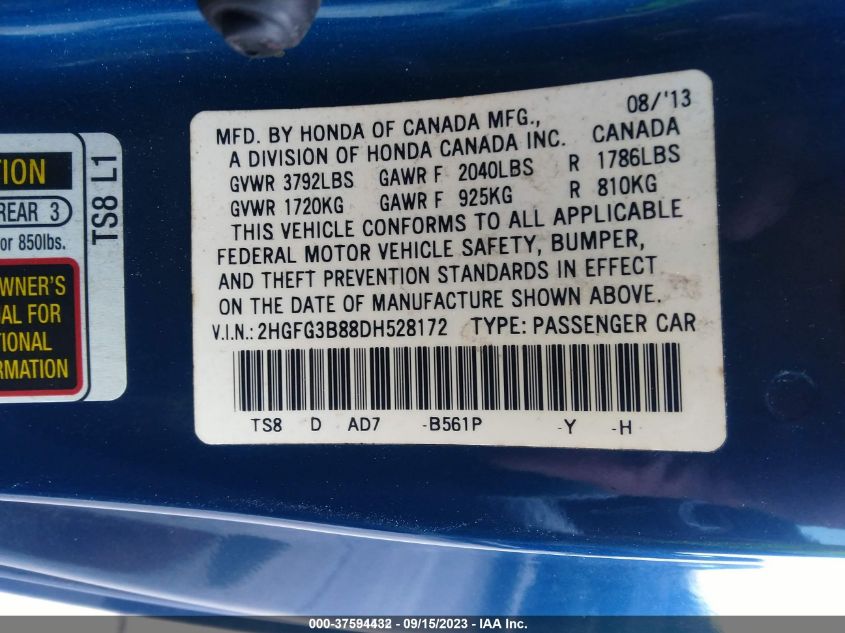 08/'13
MFD. BY HONDA OF CANADA MFG.,
A DIVISION OF HONDA CANADA INC. CANADA
GVWR 3792LBS GAWR F 2040LBS R 1786LBS
GVWR 1720KG GAWR F 925KG R 810KG
THIS VEHICLE CONFORMS TO ALL APPLICABLE
FEDERAL MOTOR VEHICLE SAFETY, BUMPER,
AND THEFT PREVENTION STANDARDS IN EFFECT
ON THE DATE OF MANUFACTURE SHOWN ABOVE.
V.I.N.: 2HGFG3B88DH528172 TYPE: PASSENGER CAR
TS8 D AD7 -B561P -Y -H
TION
REAR 3
or 850lbs.
WNER'S
AL FOR
TIONAL
RMATION
TS8 L1
000-37594432 - 09/15/2023 - IAA Inc.